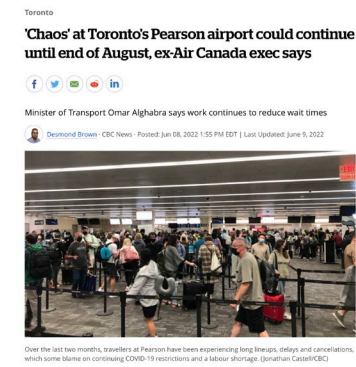 Toronto
'Chaos' at Toronto's Pearson airport could continue
until end of August, ex-Air Canada exec says
Minister of Transport Omar Alghabra says work continues to reduce wait times
Desmond Brown · CBC News · Posted: Jun 08, 2022 1:55 PM EDT | Last Updated: June 9, 2022
Over the last two months, travellers at Pearson have been experiencing long lineups, delays and cancellations,
which some blame on continuing COVID-19 restrictions and a labour shortage. (Jonathan Castell/CBC)